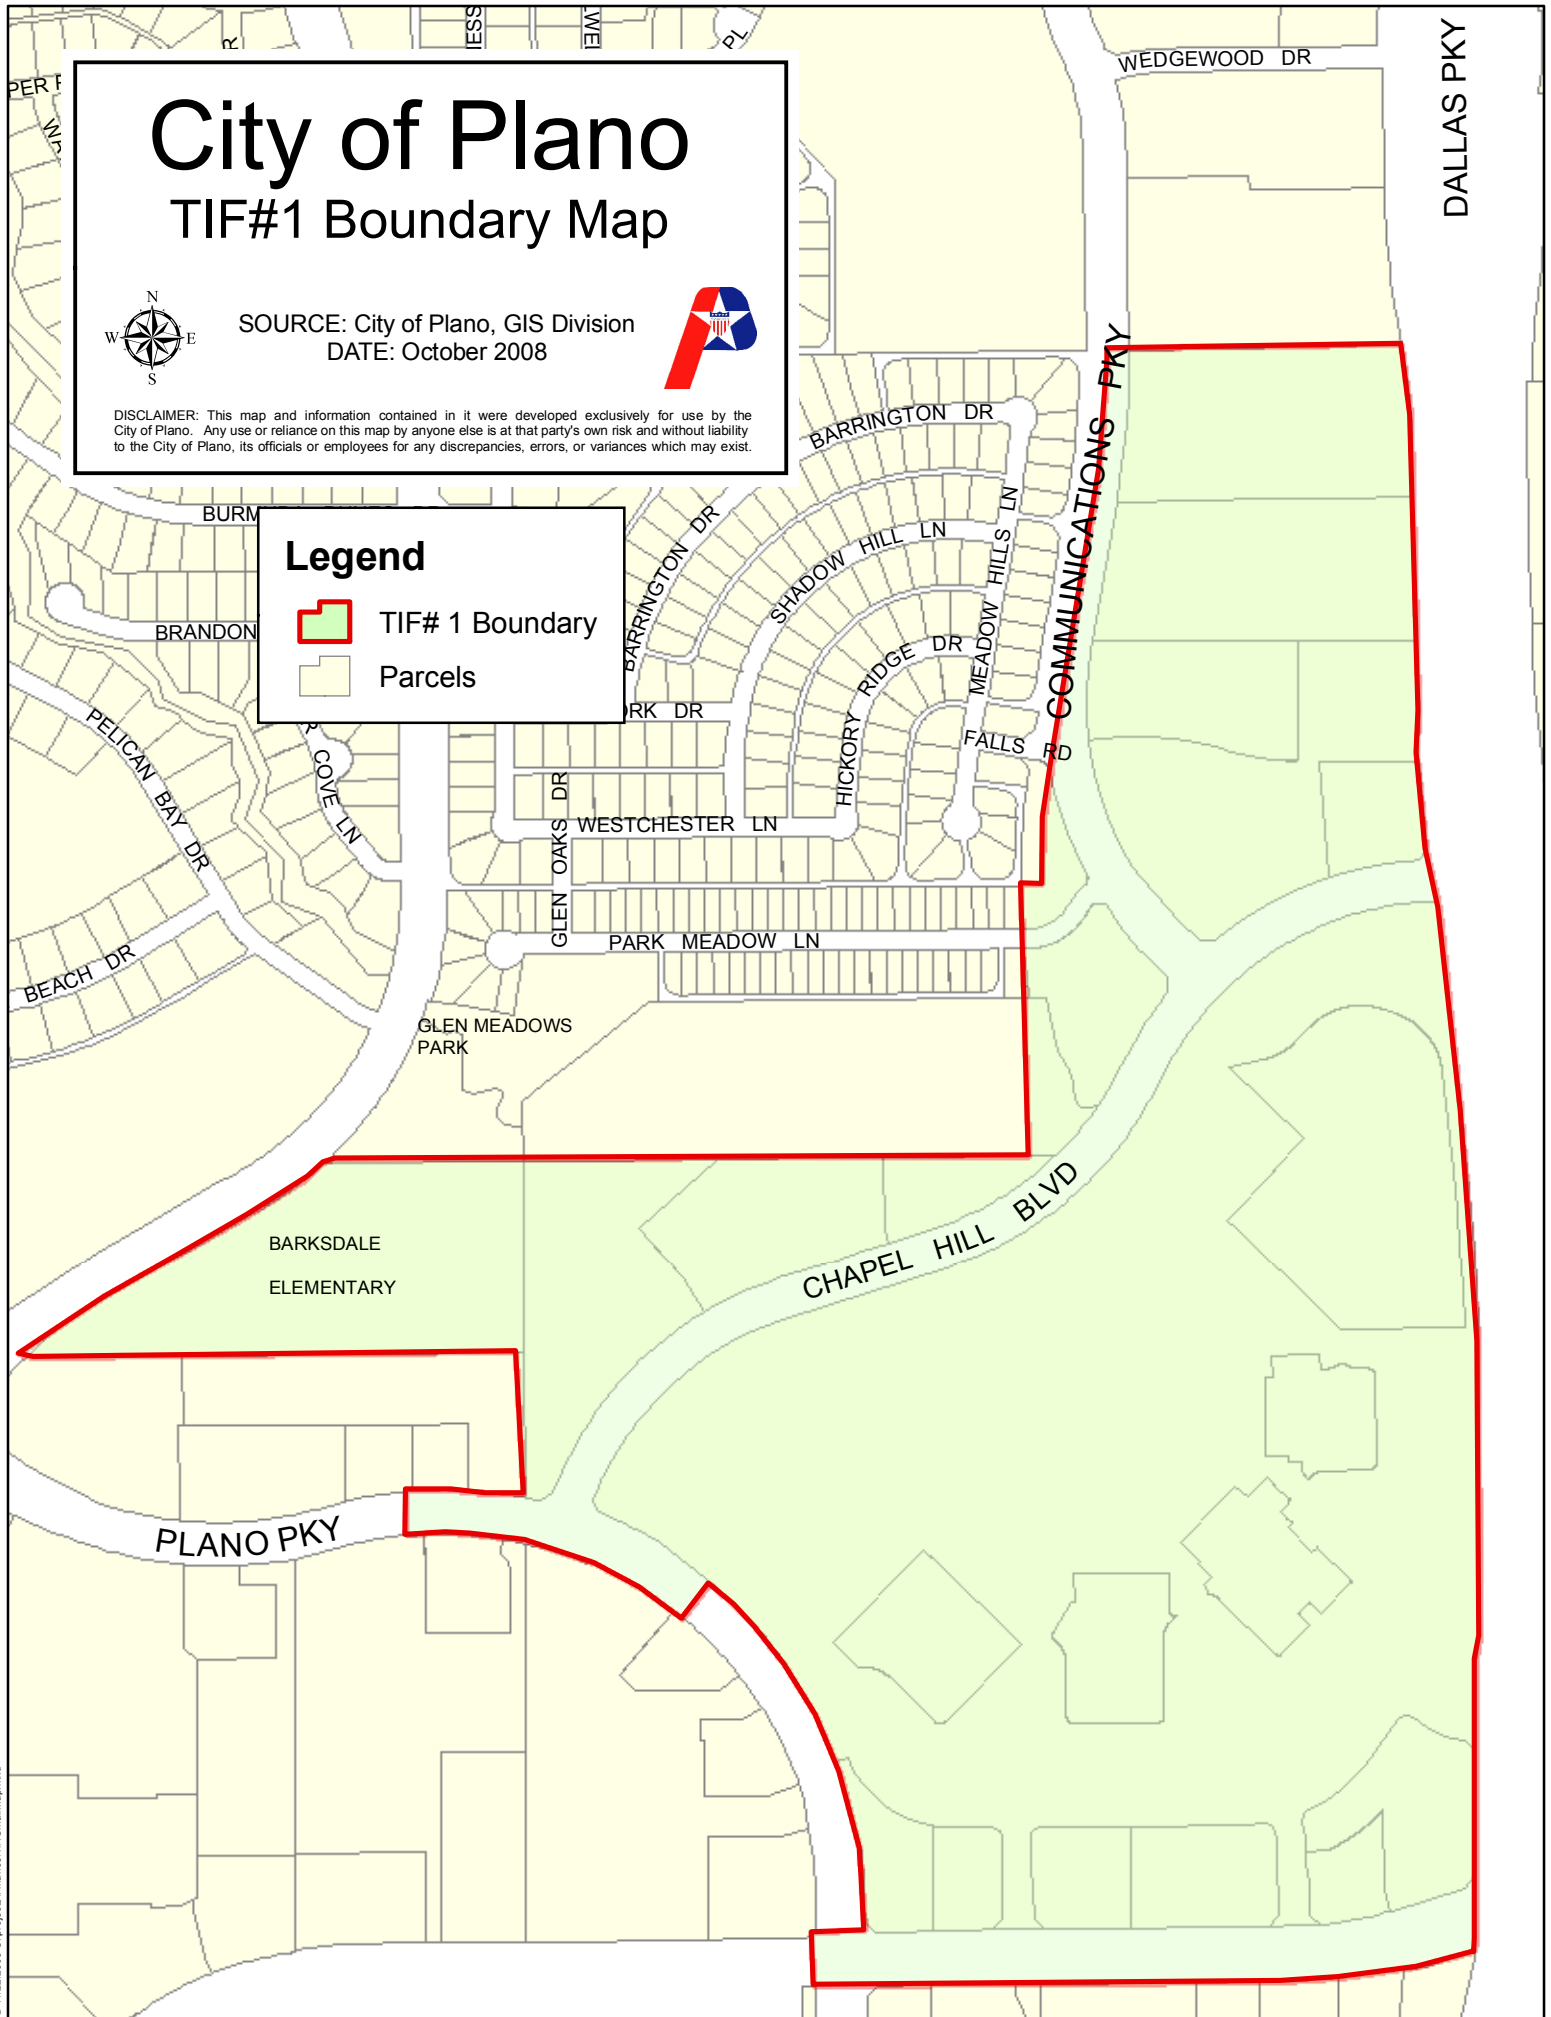 WEDGEWOOD DR
DALLAS PKY
PL
City of Plano
TIF#1 Boundary Map
N
W
E
S
SOURCE: City of Plano, GIS Division
DATE: October 2008
DISCLAIMER: This map and information contained in it were developed exclusively for use by the
City of Plano. Any use or reliance on this map by anyone else is at that party's own risk and without liability
to the City of Plano, its officials or employees for any discrepancies, errors, or variances which may exist.
COMMUNICATIONS PKY
BARRINGTON DR
BARRINGTON DR
SHADOW HILL LN
MEADOW HILLS LN
HICKORY RIDGE DR
FALLS RD
Legend
TIF# 1 Boundary
Parcels
BRANDON
PELICAN BAY DR
COVE LN
DR
WESTCHESTER LN
GLEN OAKS DR
PARK MEADOW LN
BEACH DR
GLEN MEADOWS
PARK
CHAPEL HILL BLVD
BARKSDALE
ELEMENTARY
PLANO PKY